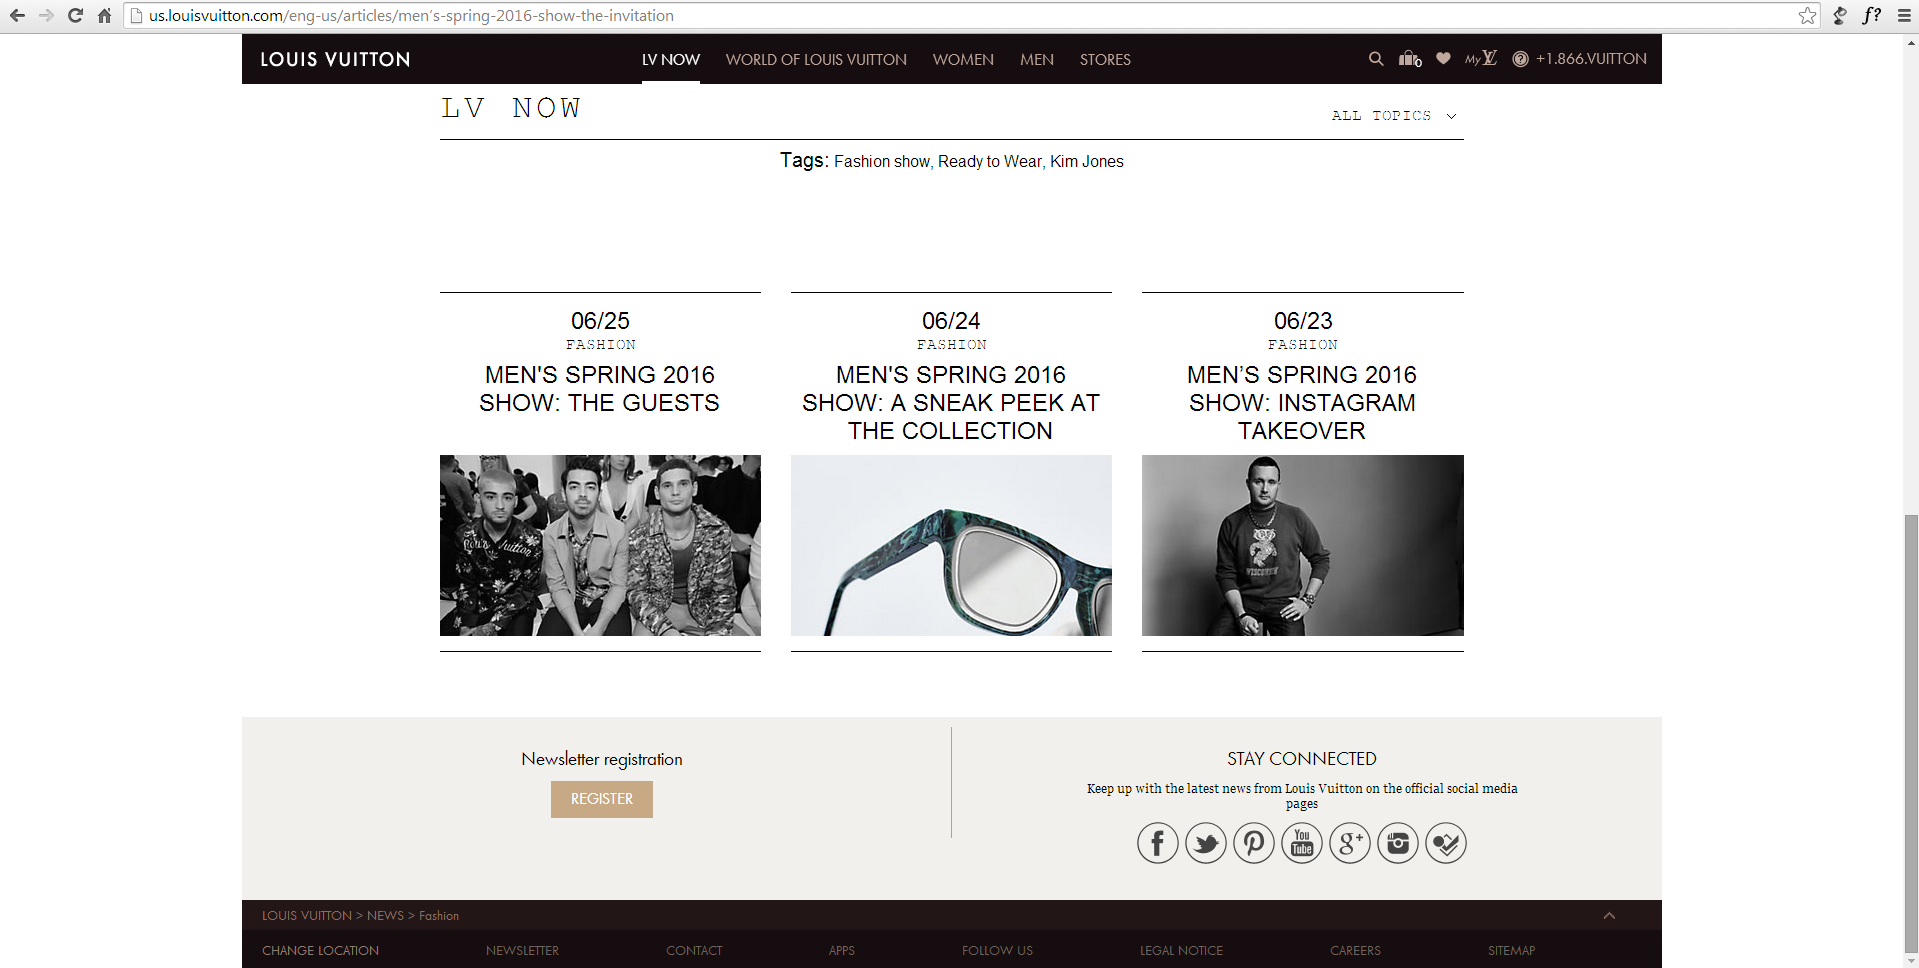 us.louisvuitton.com/eng-us/articles/men’s-spring-2016-show-the-invitation
f?
LOUIS VUITTON
LV NOW
WORLD OF LOUIS VUITTON
WOMEN
MEN
STORES
0
My LV
+1.866.VUITTON
LV NOW
ALL TOPICS
Tags: Fashion show, Ready to Wear, Kim Jones
06/25
FASHION
MEN'S SPRING 2016
SHOW: THE GUESTS
Louis Vuitton
06/24
FASHION
MEN'S SPRING 2016
SHOW: A SNEAK PEEK AT
THE COLLECTION
06/23
FASHION
MEN’S SPRING 2016
SHOW: INSTAGRAM
TAKEOVER
WISCONSIN
Newsletter registration
REGISTER
STAY CONNECTED
Keep up with the latest news from Louis Vuitton on the official social media
pages
You
Tube
g+
LOUIS VUITTON > NEWS > Fashion
CHANGE LOCATION
NEWSLETTER
CONTACT
APPS
FOLLOW US
LEGAL NOTICE
CAREERS
SITEMAP